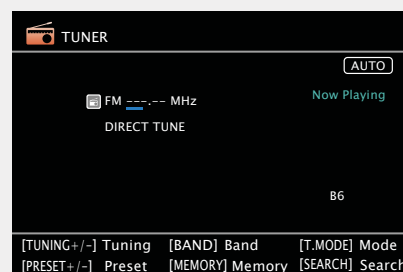 TUNER
AUTO
FM ---.-- MHz
Now Playing
DIRECT TUNE
B6
[TUNING+/-] Tuning [BAND] Band [T.MODE] Mode
[PRESET+/-] Preset [MEMORY] Memory [SEARCH] Search